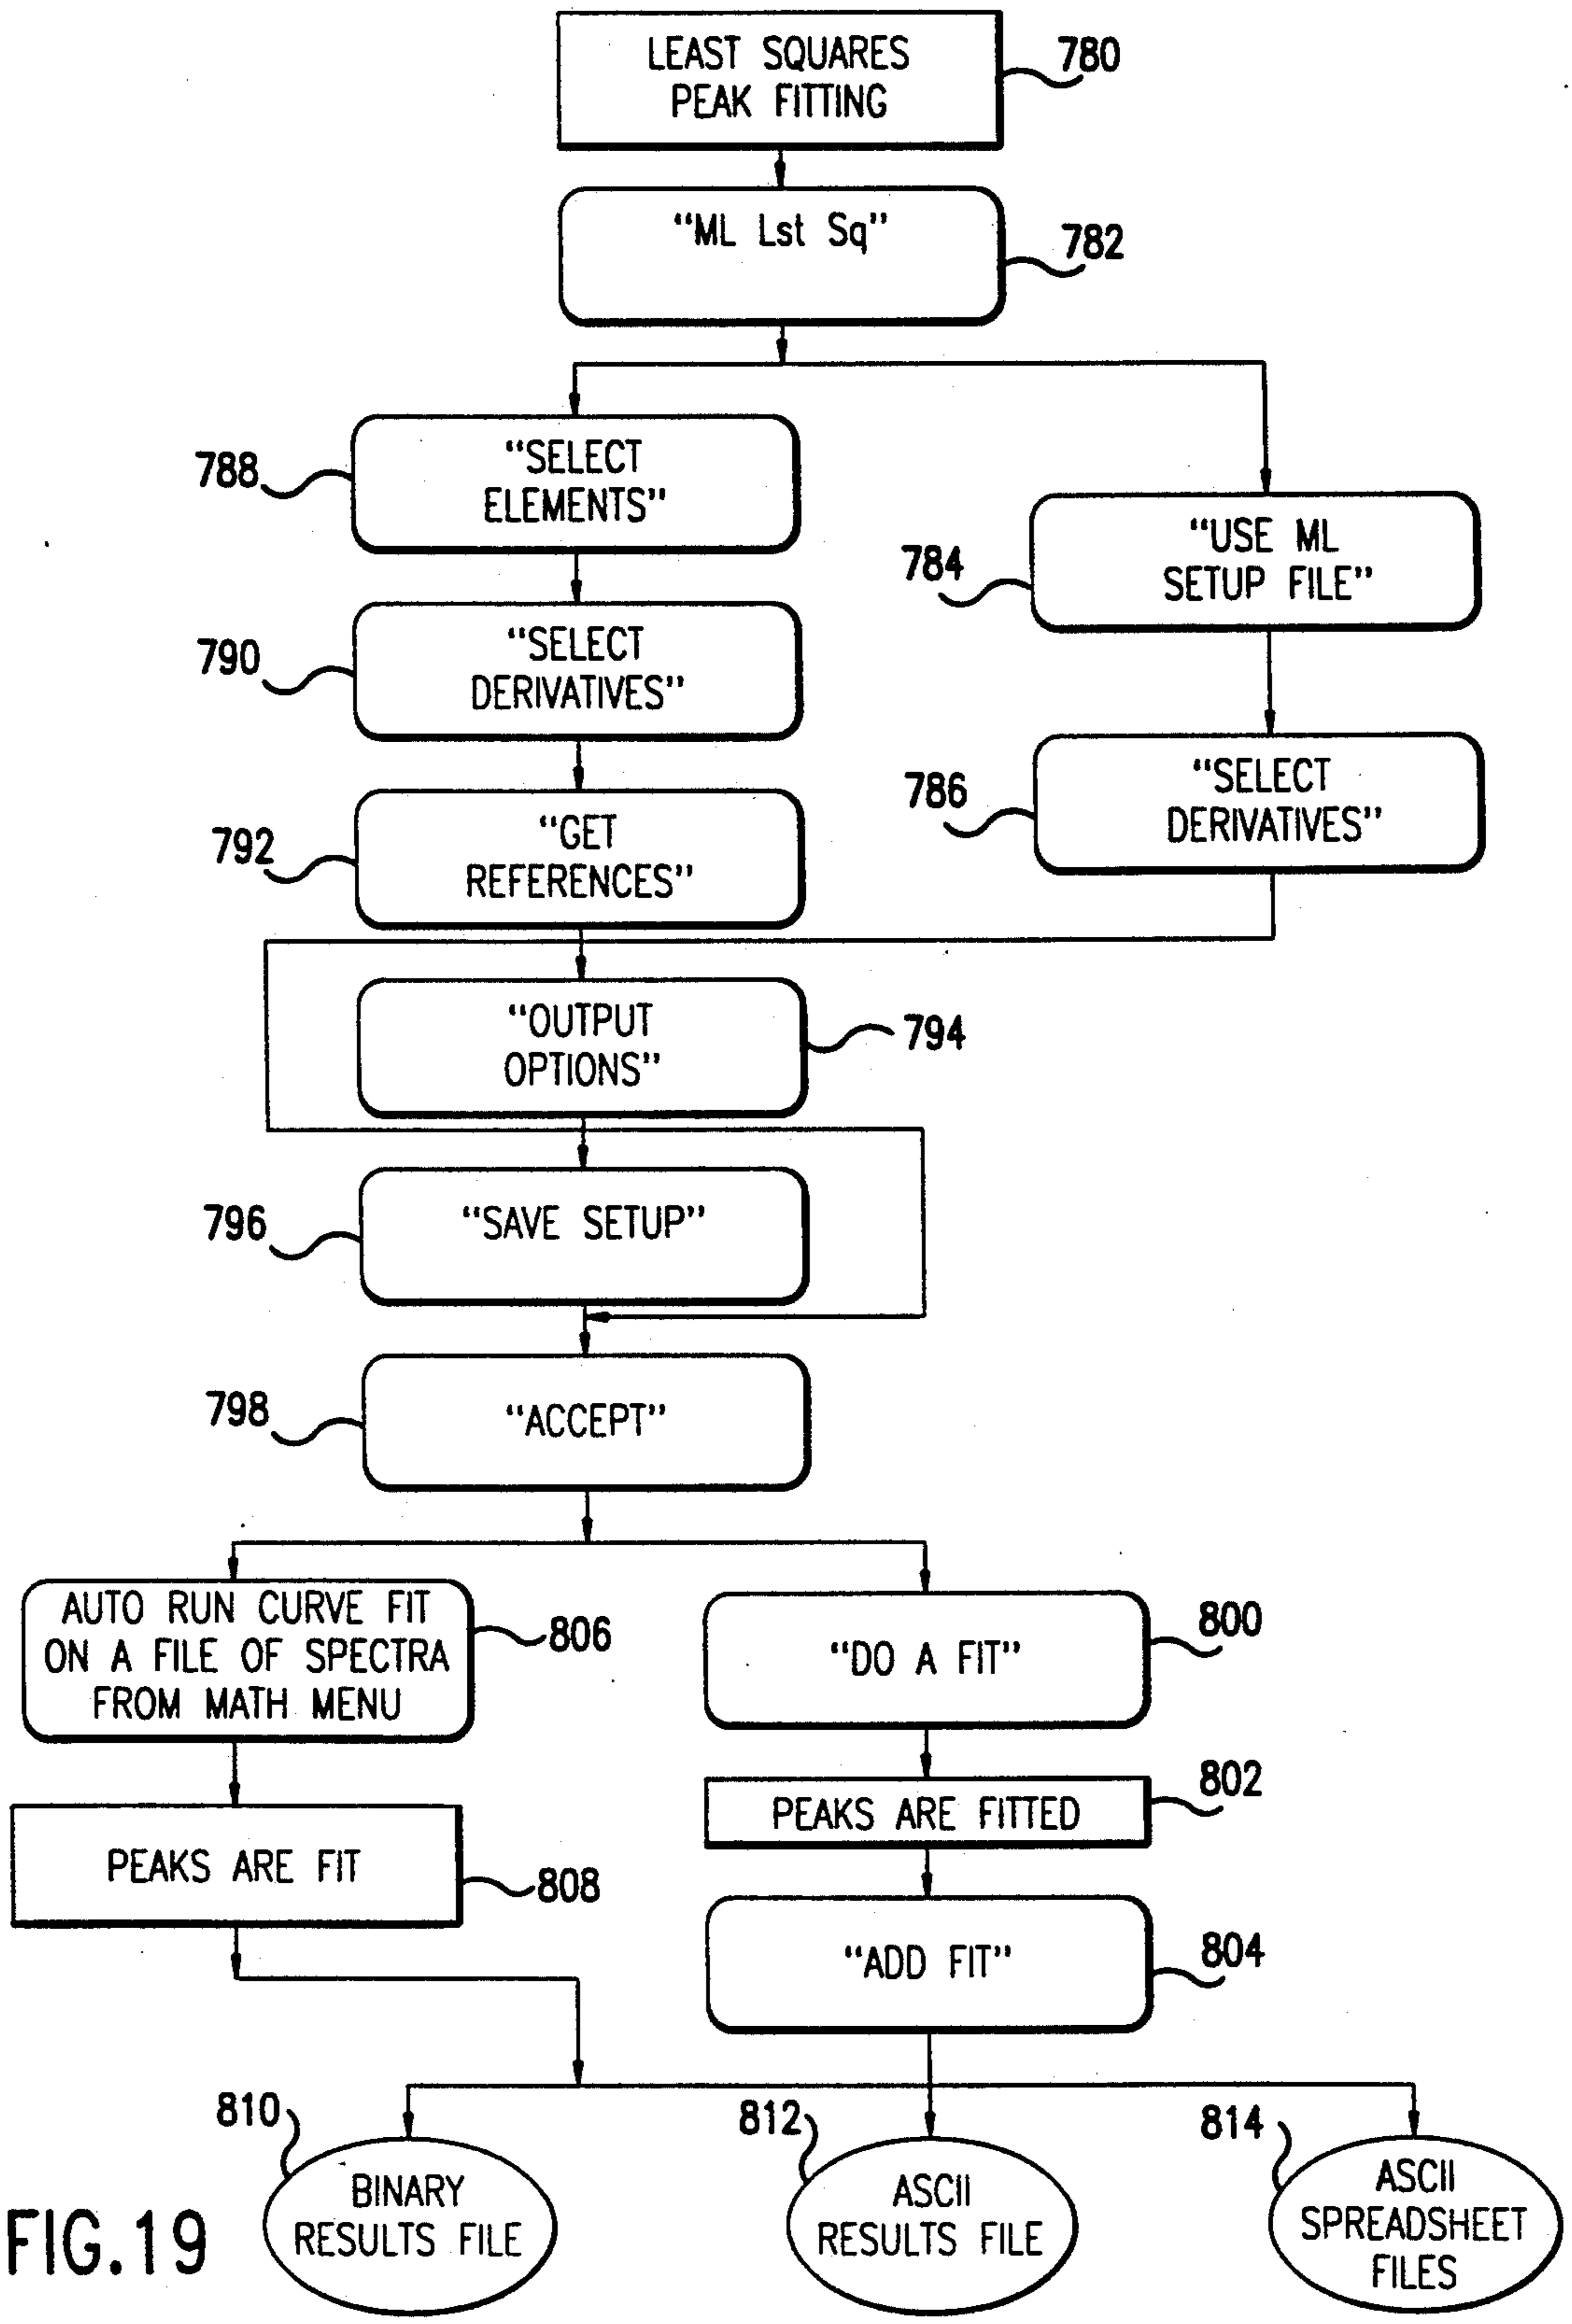 LEAST SQUARES
PEAK FITTING
780
"ML Lst Sq"
782
788
"SELECT
ELEMENTS"
784
"USE ML
SETUP FILE"
790
"SELECT
DERIVATIVES"
786
"SELECT
DERIVATIVES"
792
"GET
REFERENCES"
"OUTPUT
OPTIONS"
794
796
"SAVE SETUP"
798
"ACCEPT"
AUTO RUN CURVE FIT
ON A FILE OF SPECTRA
FROM MATH MENU
806
"DO A FIT"
800
PEAKS ARE FITTED
802
PEAKS ARE FIT
808
"ADD FIT"
804
810
BINARY
RESULTS FILE
812
ASCII
RESULTS FILE
814
ASCII
SPREADSHEET
FILES
FIG.19